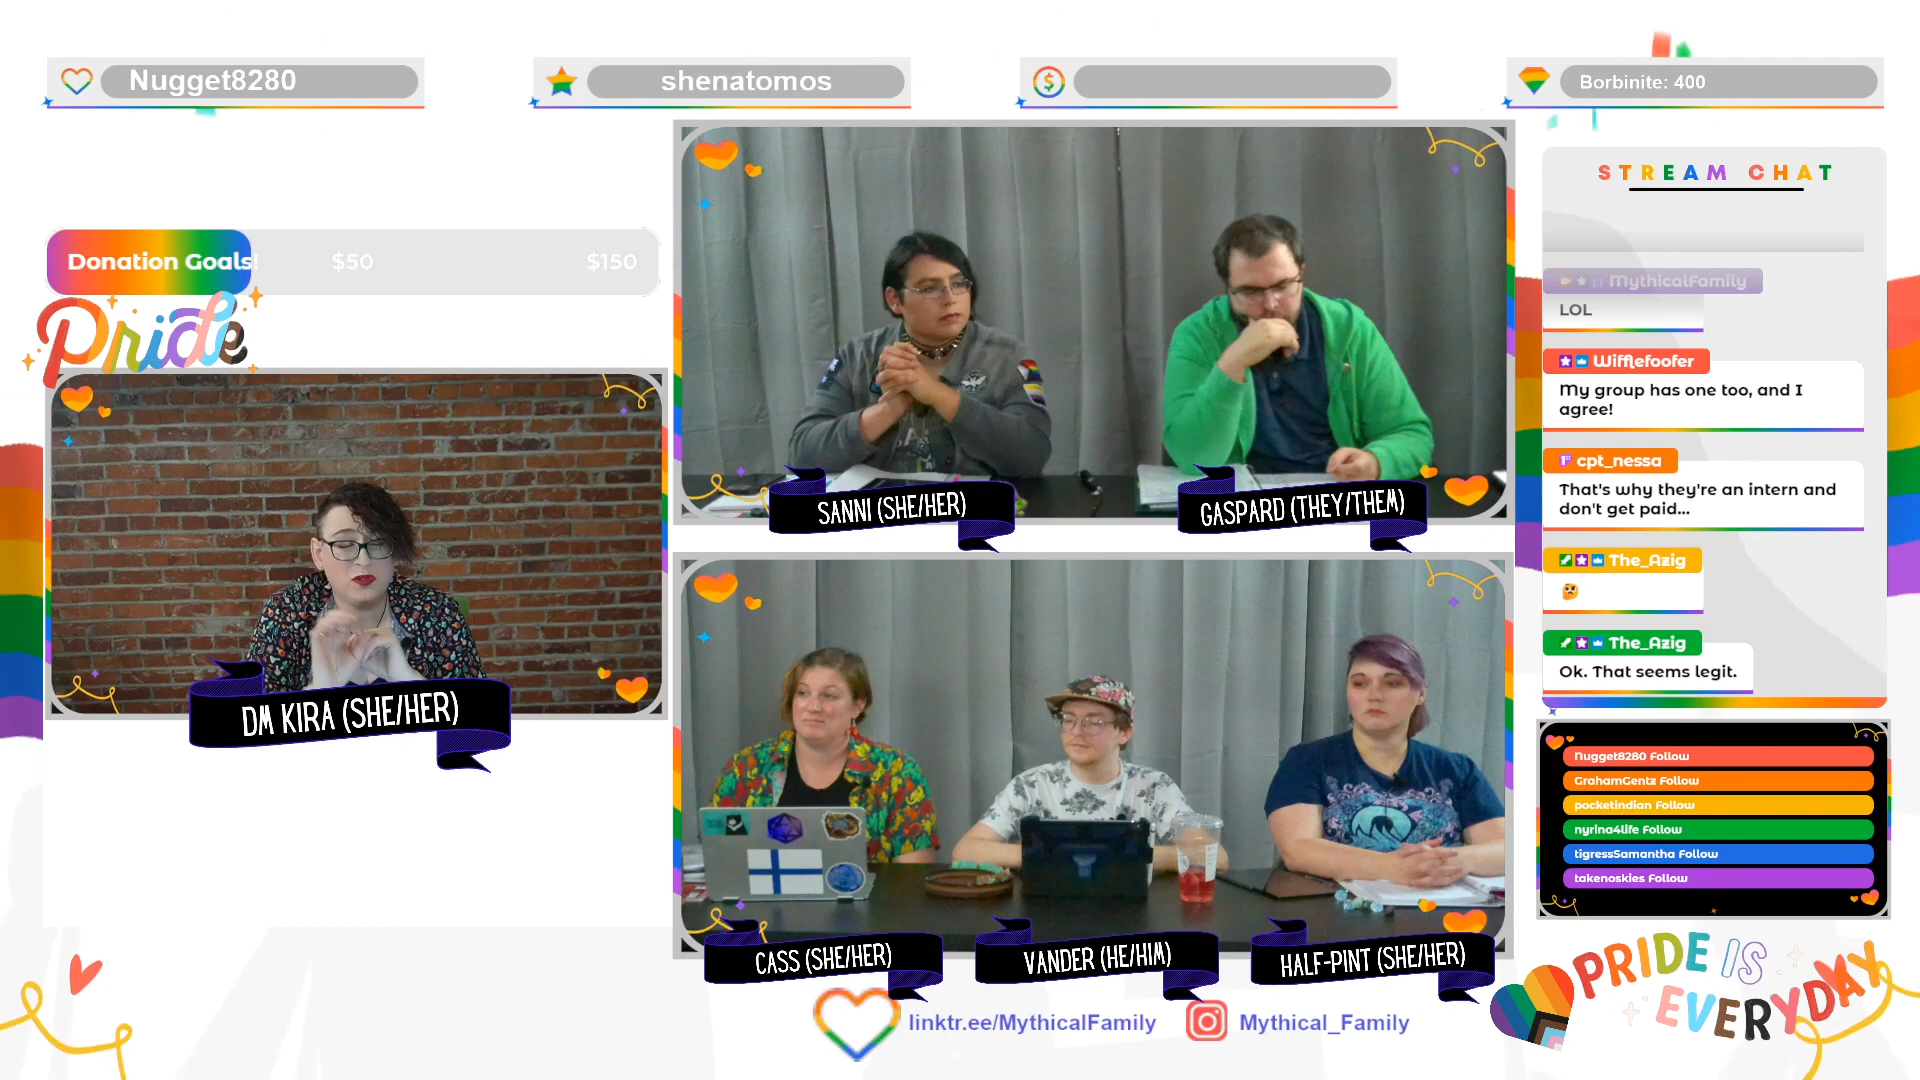 Nugget8280
shenatomos
Borbinite: 400
Donation Goals!
$50
$150
Pride
DM KIRA (SHE/HER)
SANNI (SHE/HER)
GASPARD (THEY/THEM)
CASS (SHE/HER)
VANDER (HE/HIM)
HALF-PINT (SHE/HER)
linktr.ee/MythicalFamily
Mythical_Family
STREAM CHAT
MythicalFamily
LOL
Wifflefoofer
My group has one too, and I
agree!
cpt_nessa
That's why they're an intern and
don't get paid...
The_Azig
The_Azig
Ok. That seems legit.
Nugget8280 Follow
GrahamGentz Follow
pocketindian Follow
nyrina4life Follow
tigressSamantha Follow
takenoskies Follow
PRIDE IS
EVERYDAY